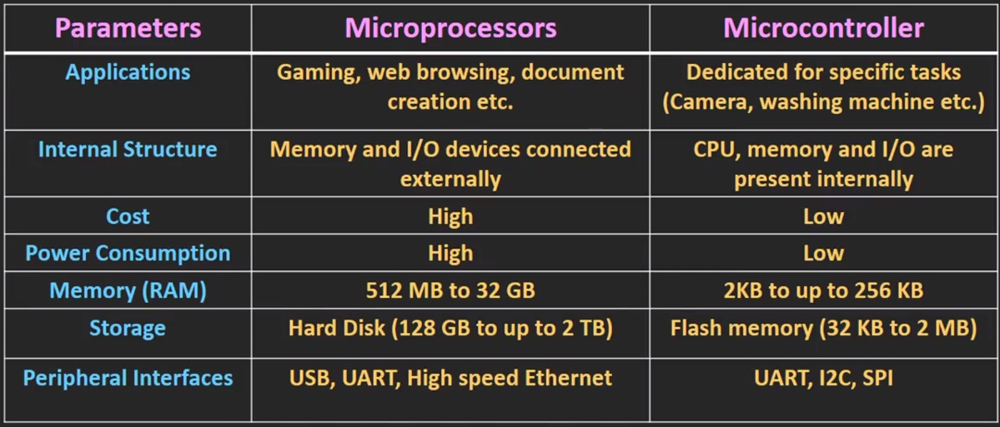 Parameters Microprocessors Microcontroller
Applications Gaming, web browsing, document creation etc. Dedicated for specific tasks (Camera, washing machine etc.)
Internal Structure Memory and I/O devices connected externally CPU, memory and I/O are present internally
Cost High Low
Power Consumption High Low
Memory (RAM) 512 MB to 32 GB 2KB to up to 256 KB
Storage Hard Disk (128 GB to up to 2 TB) Flash memory (32 KB to 2 MB)
Peripheral Interfaces USB, UART, High speed Ethernet UART, I2C, SPI